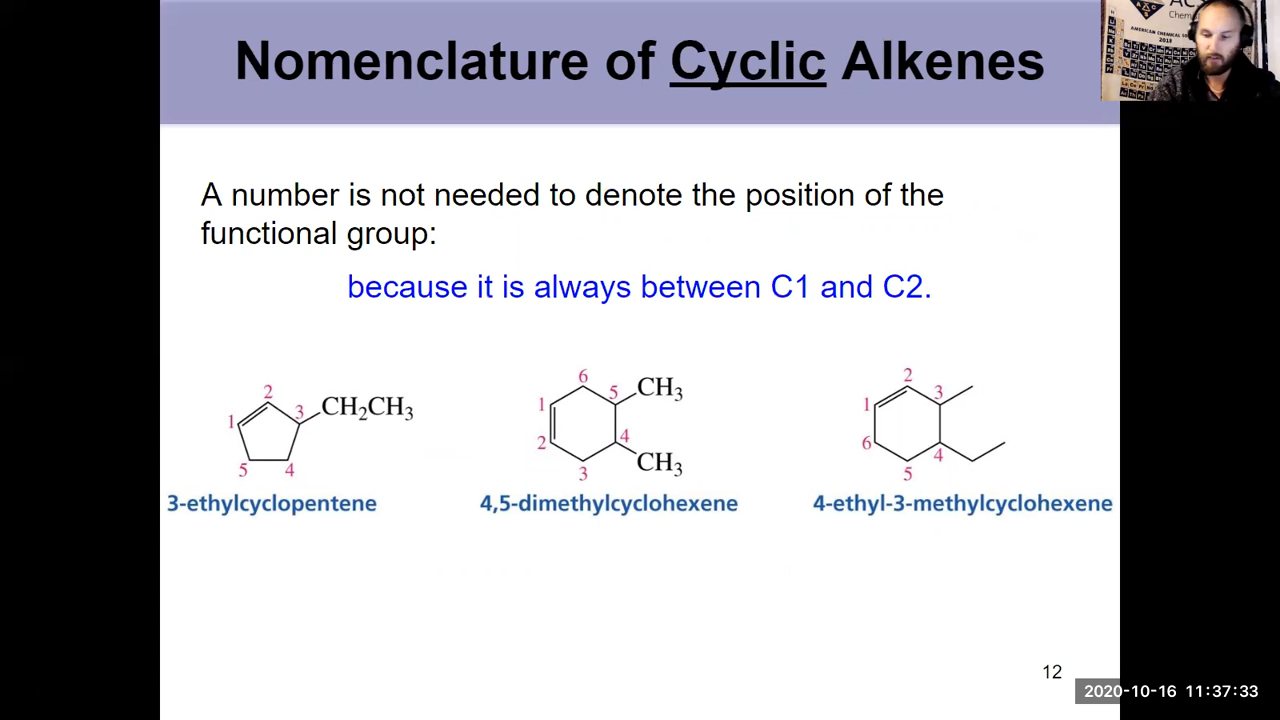 Nomenclature of Cyclic Alkenes
AMERICAN CHEMICAL
2019
A number is not needed to denote the position of the
functional group:
because it is always between C1 and C2.
1
2
3
4
5
CH2CH3
3-ethylcyclopentene
1
2
3
4
5
6
CH3
CH3
4,5-dimethylcyclohexene
1
2
3
4
5
6
4-ethyl-3-methylcyclohexene
12
2020-10-16 11:37:33